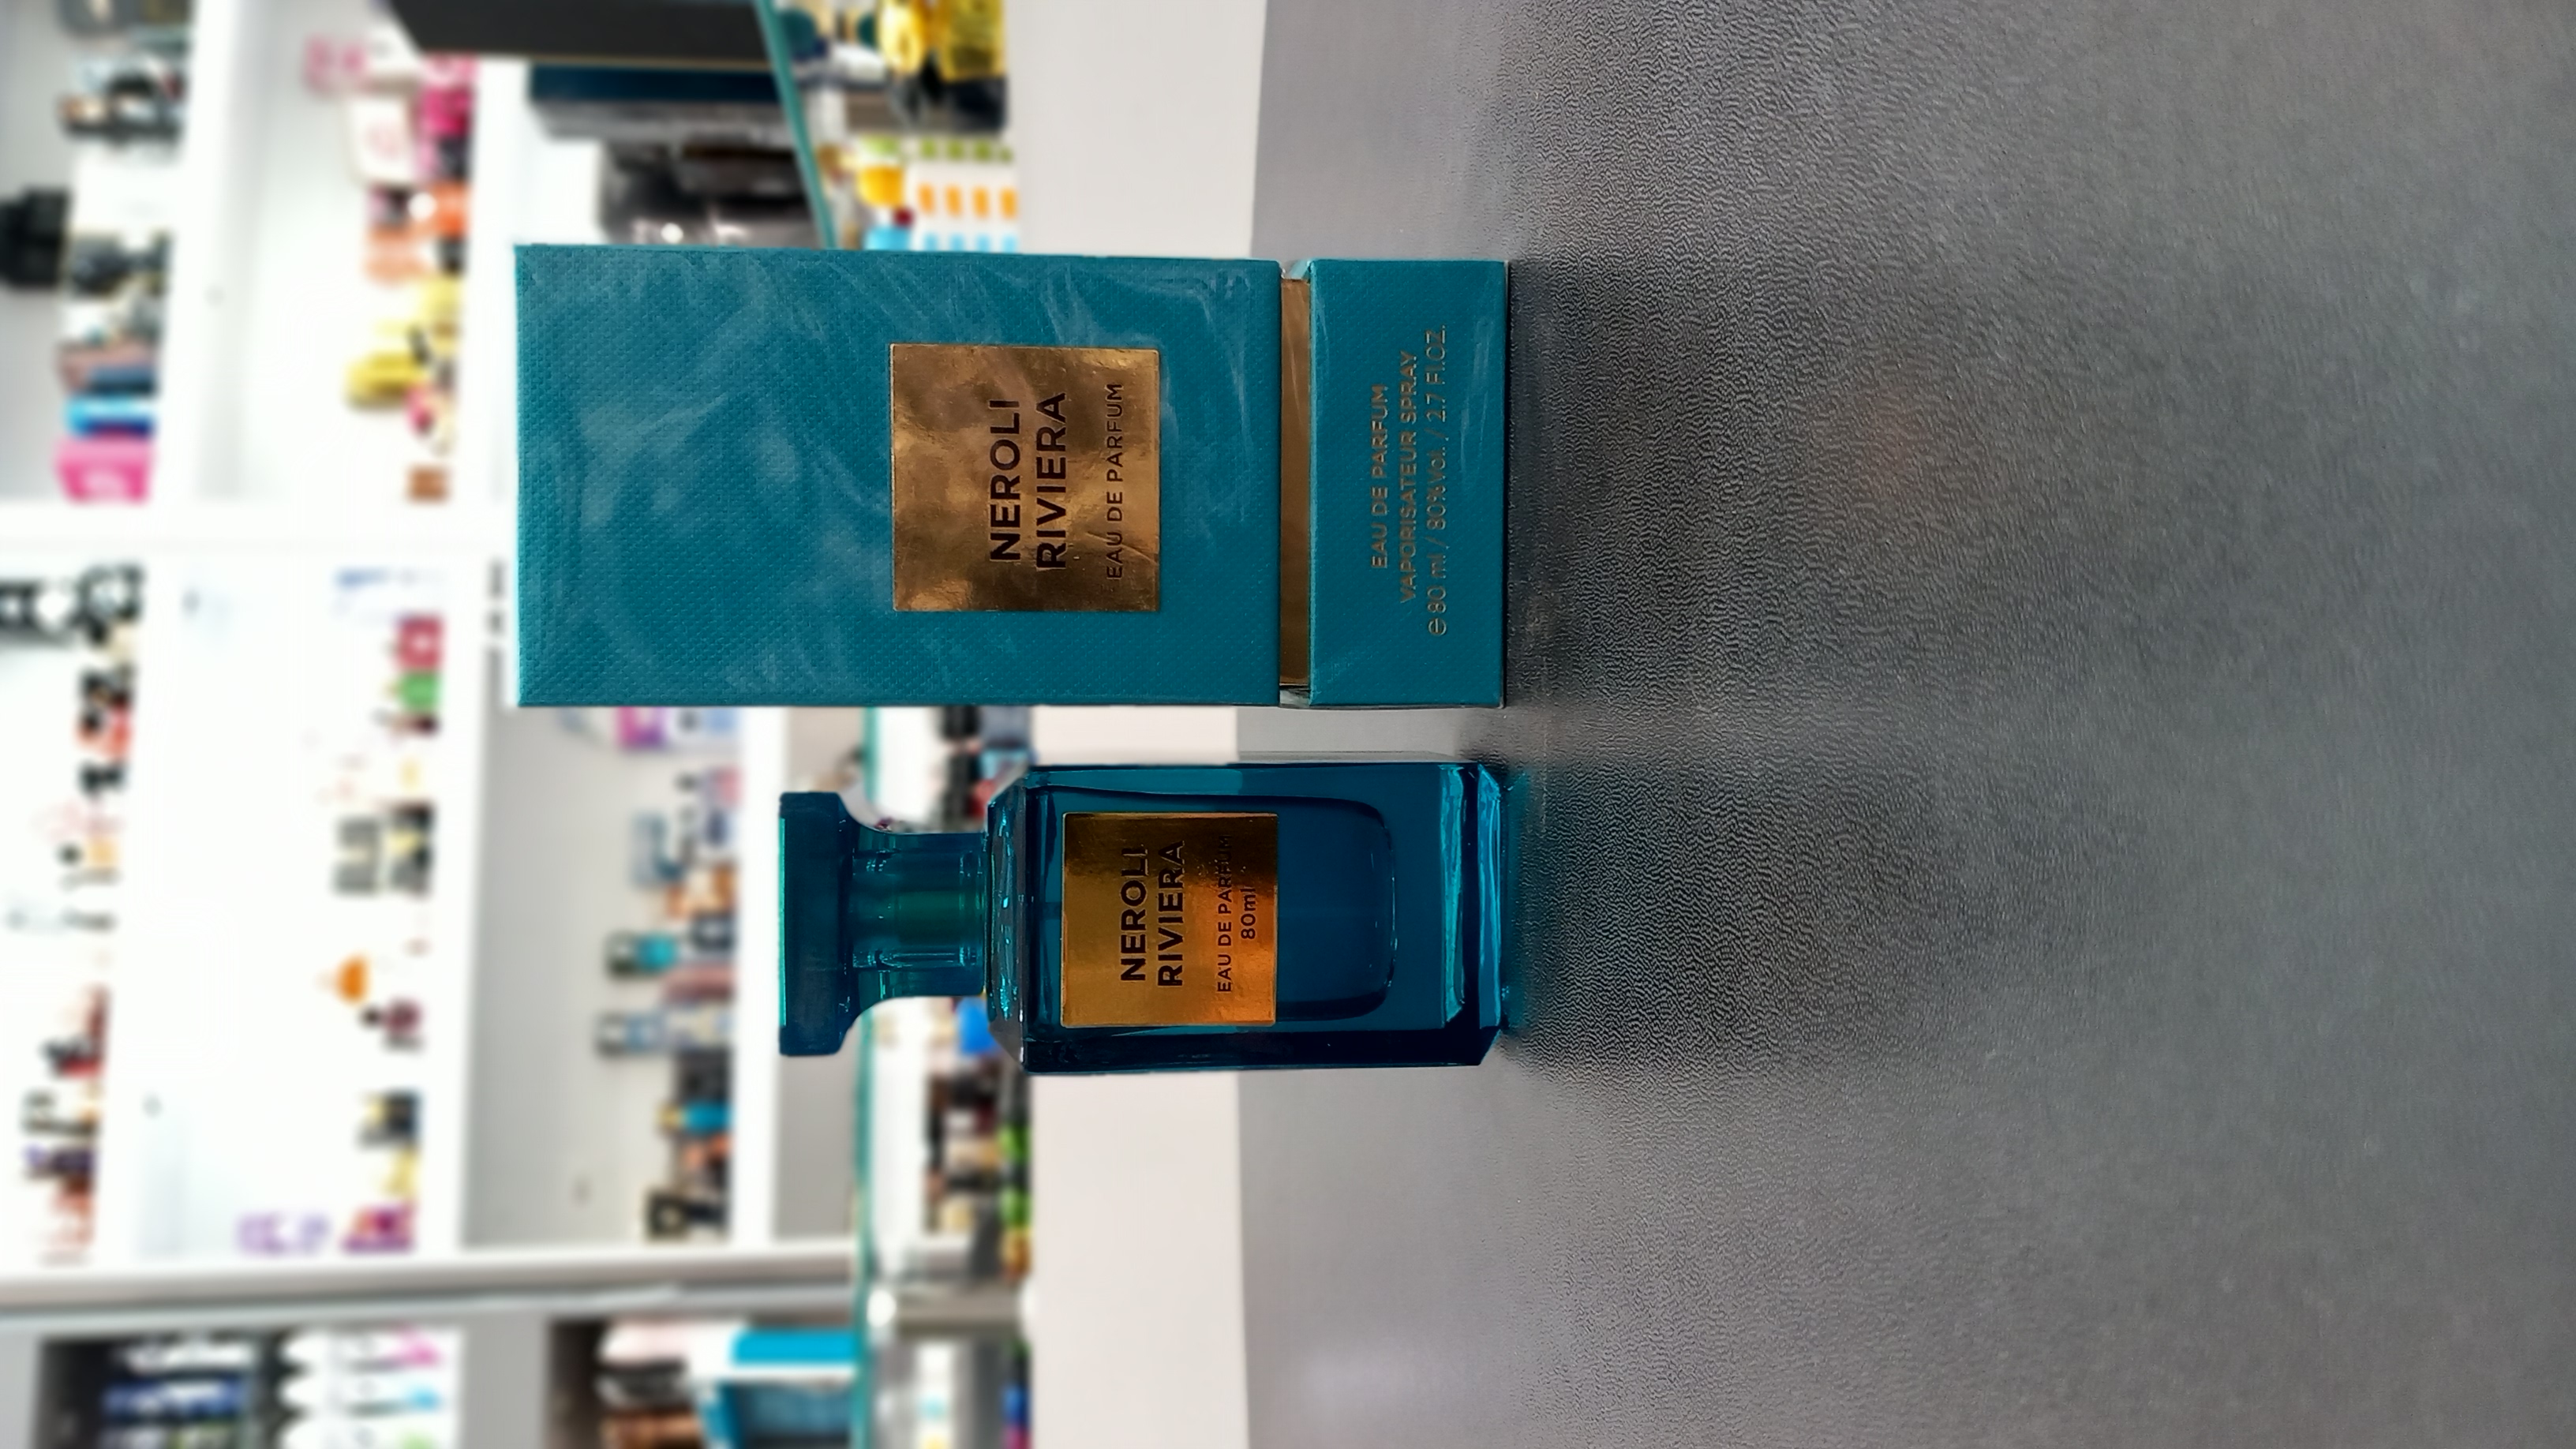 NEROLI
RIVIERA
EAU DE PARFUM
80ml
NEROLI
RIVIERA
EAU DE PARFUM
EAU DE PARFUM
VAPORISATEUR SPRAY
℮ 80 ml / 80%Vol. / 2.7 Fl.OZ.